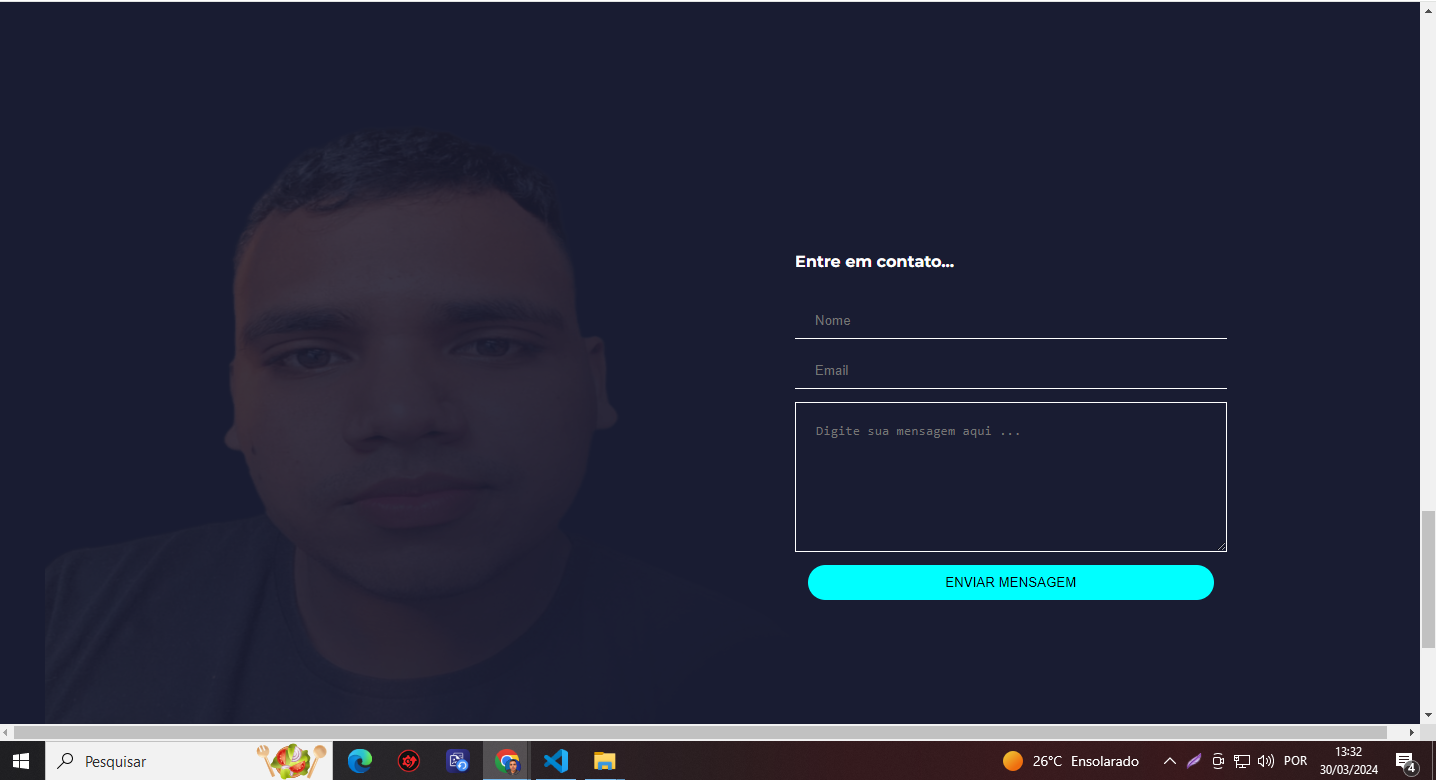 Entre em contato...
Nome
Email
Digite sua mensagem aqui ...
ENVIAR MENSAGEM
Pesquisar
26°C Ensolarado
POR
13:32
30/03/2024
4